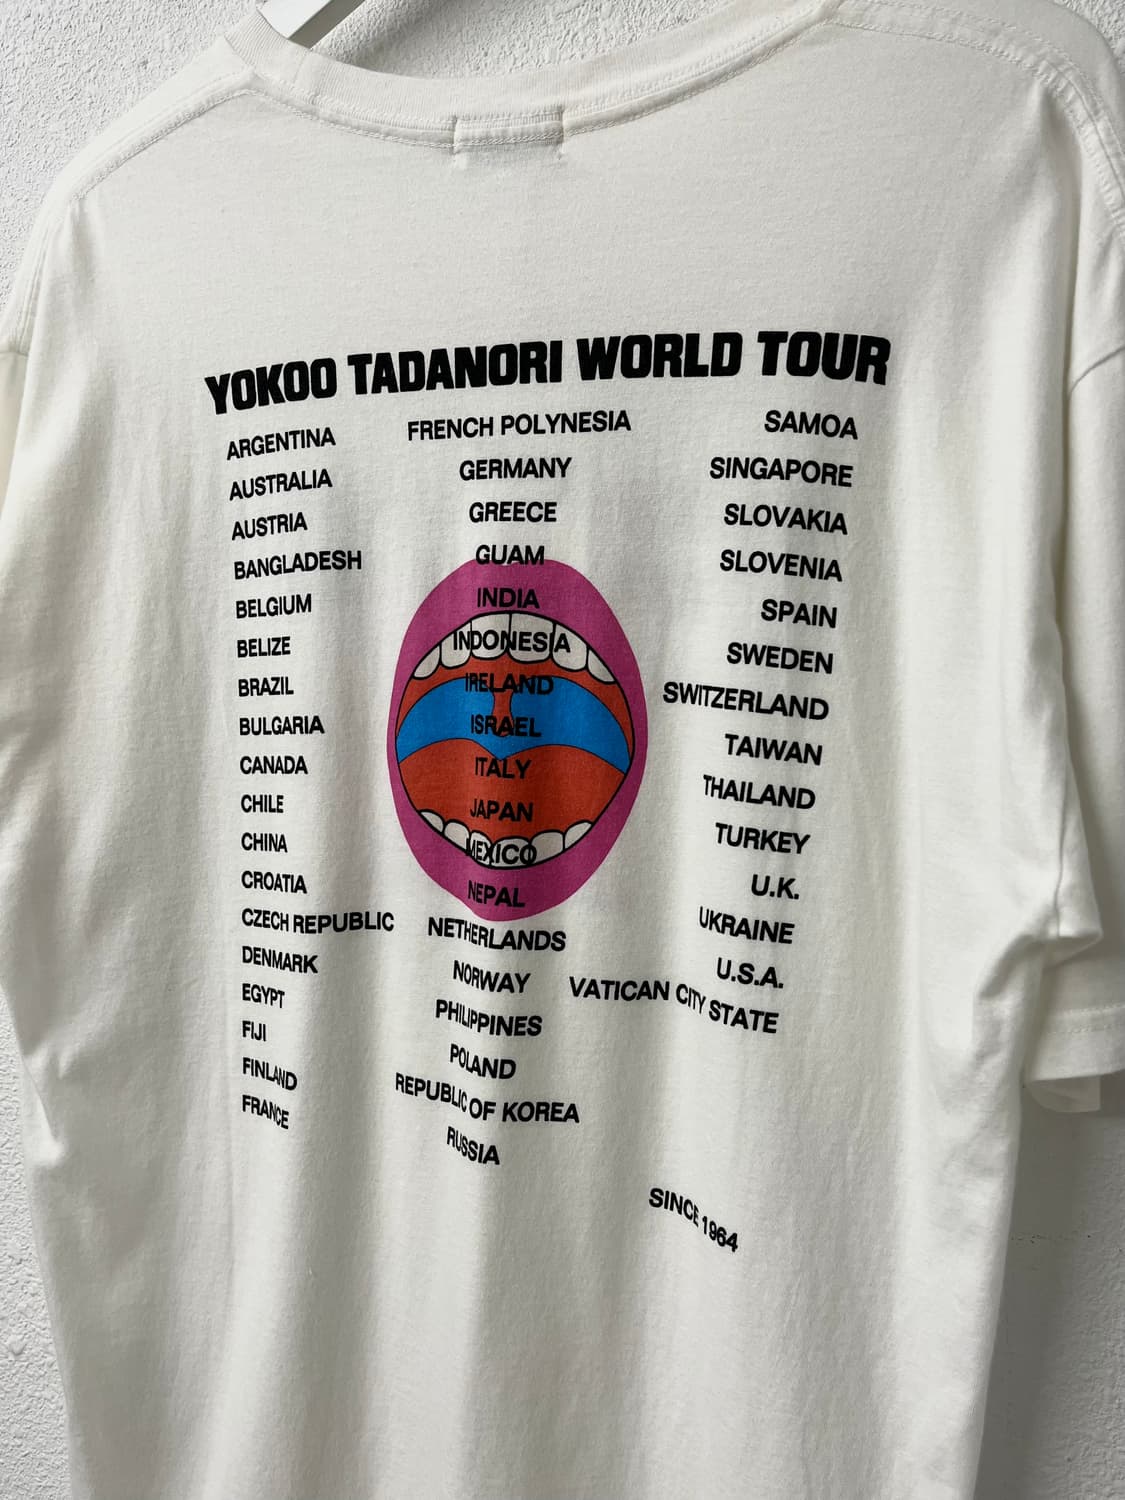 YOKOO TADANORI WORLD TOUR
ARGENTINA
AUSTRALIA
AUSTRIA
BANGLADESH
BELGIUM
BELIZE
BRAZIL
BULGARIA
CANADA
CHILE
CHINA
CROATIA
CZECH REPUBLIC
DENMARK
EGYPT
FIJI
FINLAND
FRANCE
FRENCH POLYNESIA
GERMANY
GREECE
GUAM
INDIA
INDONESIA
IRELAND
ISRAEL
ITALY
JAPAN
MEXICO
NEPAL
NETHERLANDS
NORWAY
PHILIPPINES
POLAND
REPUBLIC OF KOREA
RUSSIA
SAMOA
SINGAPORE
SLOVAKIA
SLOVENIA
SPAIN
SWEDEN
SWITZERLAND
TAIWAN
THAILAND
TURKEY
U.K.
UKRAINE
U.S.A.
VATICAN CITY STATE
SINCE 1964